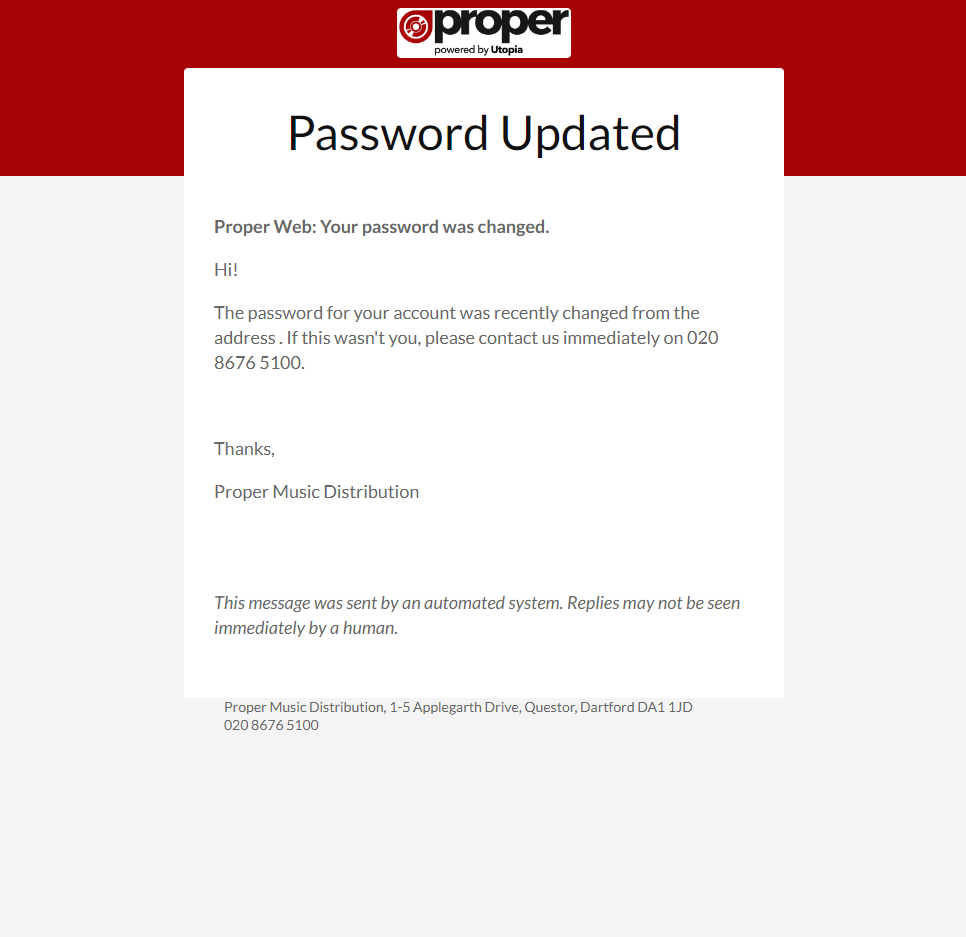 proper
powered by Utopia
Password Updated
Proper Web: Your password was changed.
Hi!
The password for your account was recently changed from the
address . If this wasn't you, please contact us immediately on 020
8676 5100.
Thanks,
Proper Music Distribution
This message was sent by an automated system. Replies may not be seen
immediately by a human.
Proper Music Distribution, 1-5 Applegarth Drive, Questor, Dartford DA1 1JD
020 8676 5100